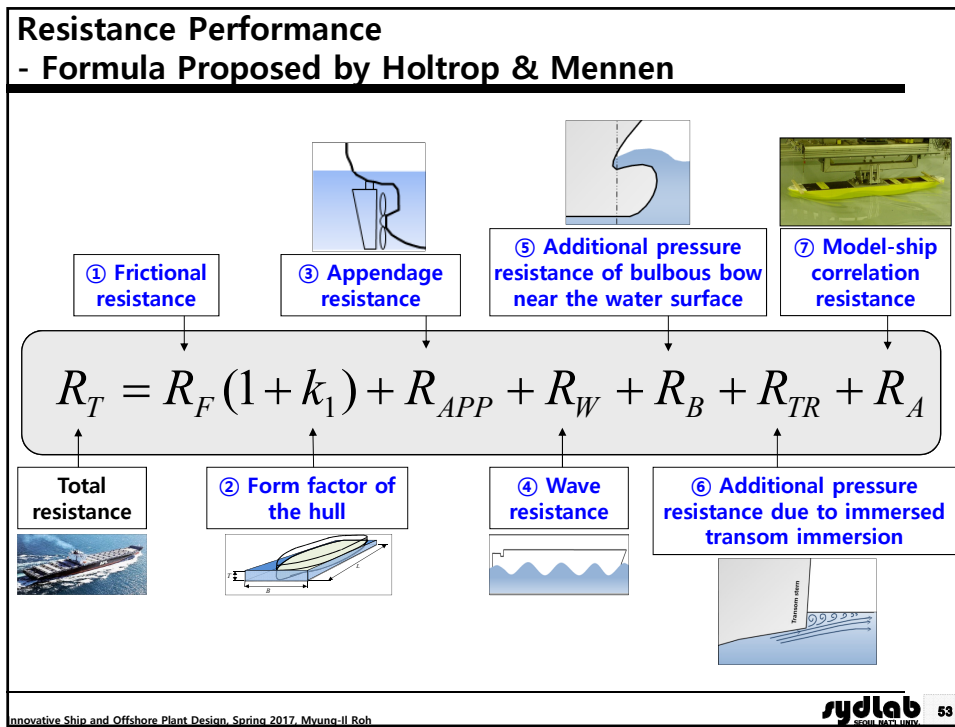 Resistance Performance
- Formula Proposed by Holtrop & Mennen
① Frictional
resistance
③ Appendage
resistance
⑤ Additional pressure
resistance of bulbous bow
near the water surface
⑦ Model-ship
correlation
resistance
R_T = R_F(1 + k_1) + R_APP + R_W + R_B + R_TR + R_A
Total
resistance
② Form factor of
the hull
T
B
L
④ Wave
resistance
⑥ Additional pressure
resistance due to immersed
transom immersion
Transom stern
Innovative Ship and Offshore Plant Design, Spring 2017, Myung-Il Roh
sydlab
SEOUL NAT'L UNIV.
53